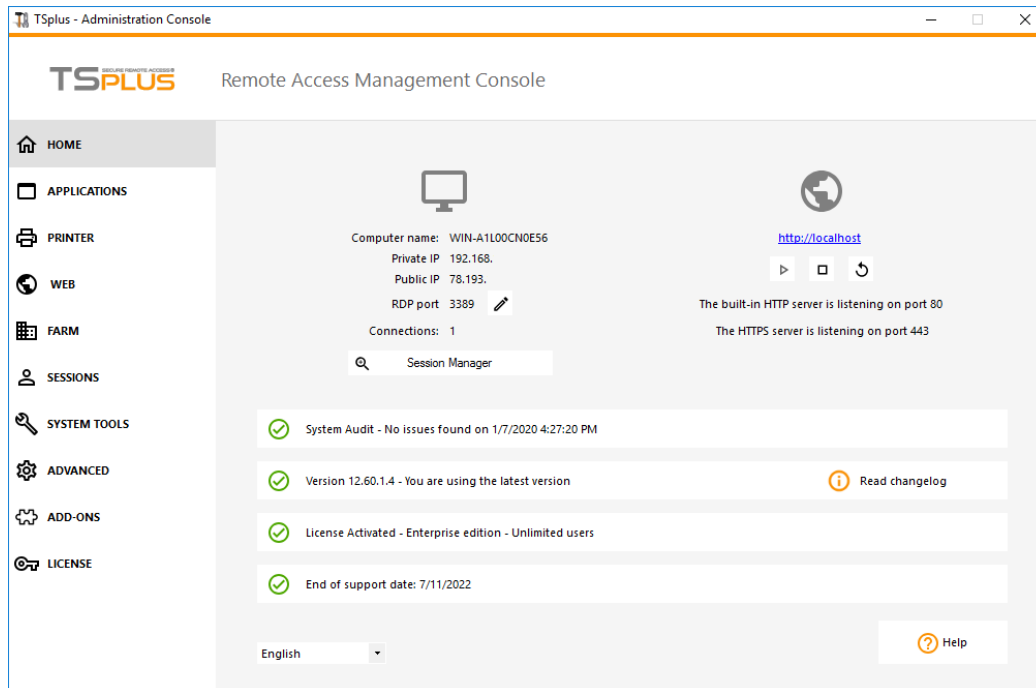 TSplus - Administration Console
TSPLUS SECURE REMOTE ACCESS®
Remote Access Management Console
HOME
APPLICATIONS
PRINTER
WEB
FARM
SESSIONS
SYSTEM TOOLS
ADVANCED
ADD-ONS
LICENSE
Computer name: WIN-A1L00CN0E56
Private IP 192.168.
Public IP 78.193.
RDP port 3389
Connections: 1
Session Manager
http://localhost
The built-in HTTP server is listening on port 80
The HTTPS server is listening on port 443
System Audit - No issues found on 1/7/2020 4:27:20 PM
Version 12.60.1.4 - You are using the latest version
Read changelog
License Activated - Enterprise edition - Unlimited users
End of support date: 7/11/2022
English
Help